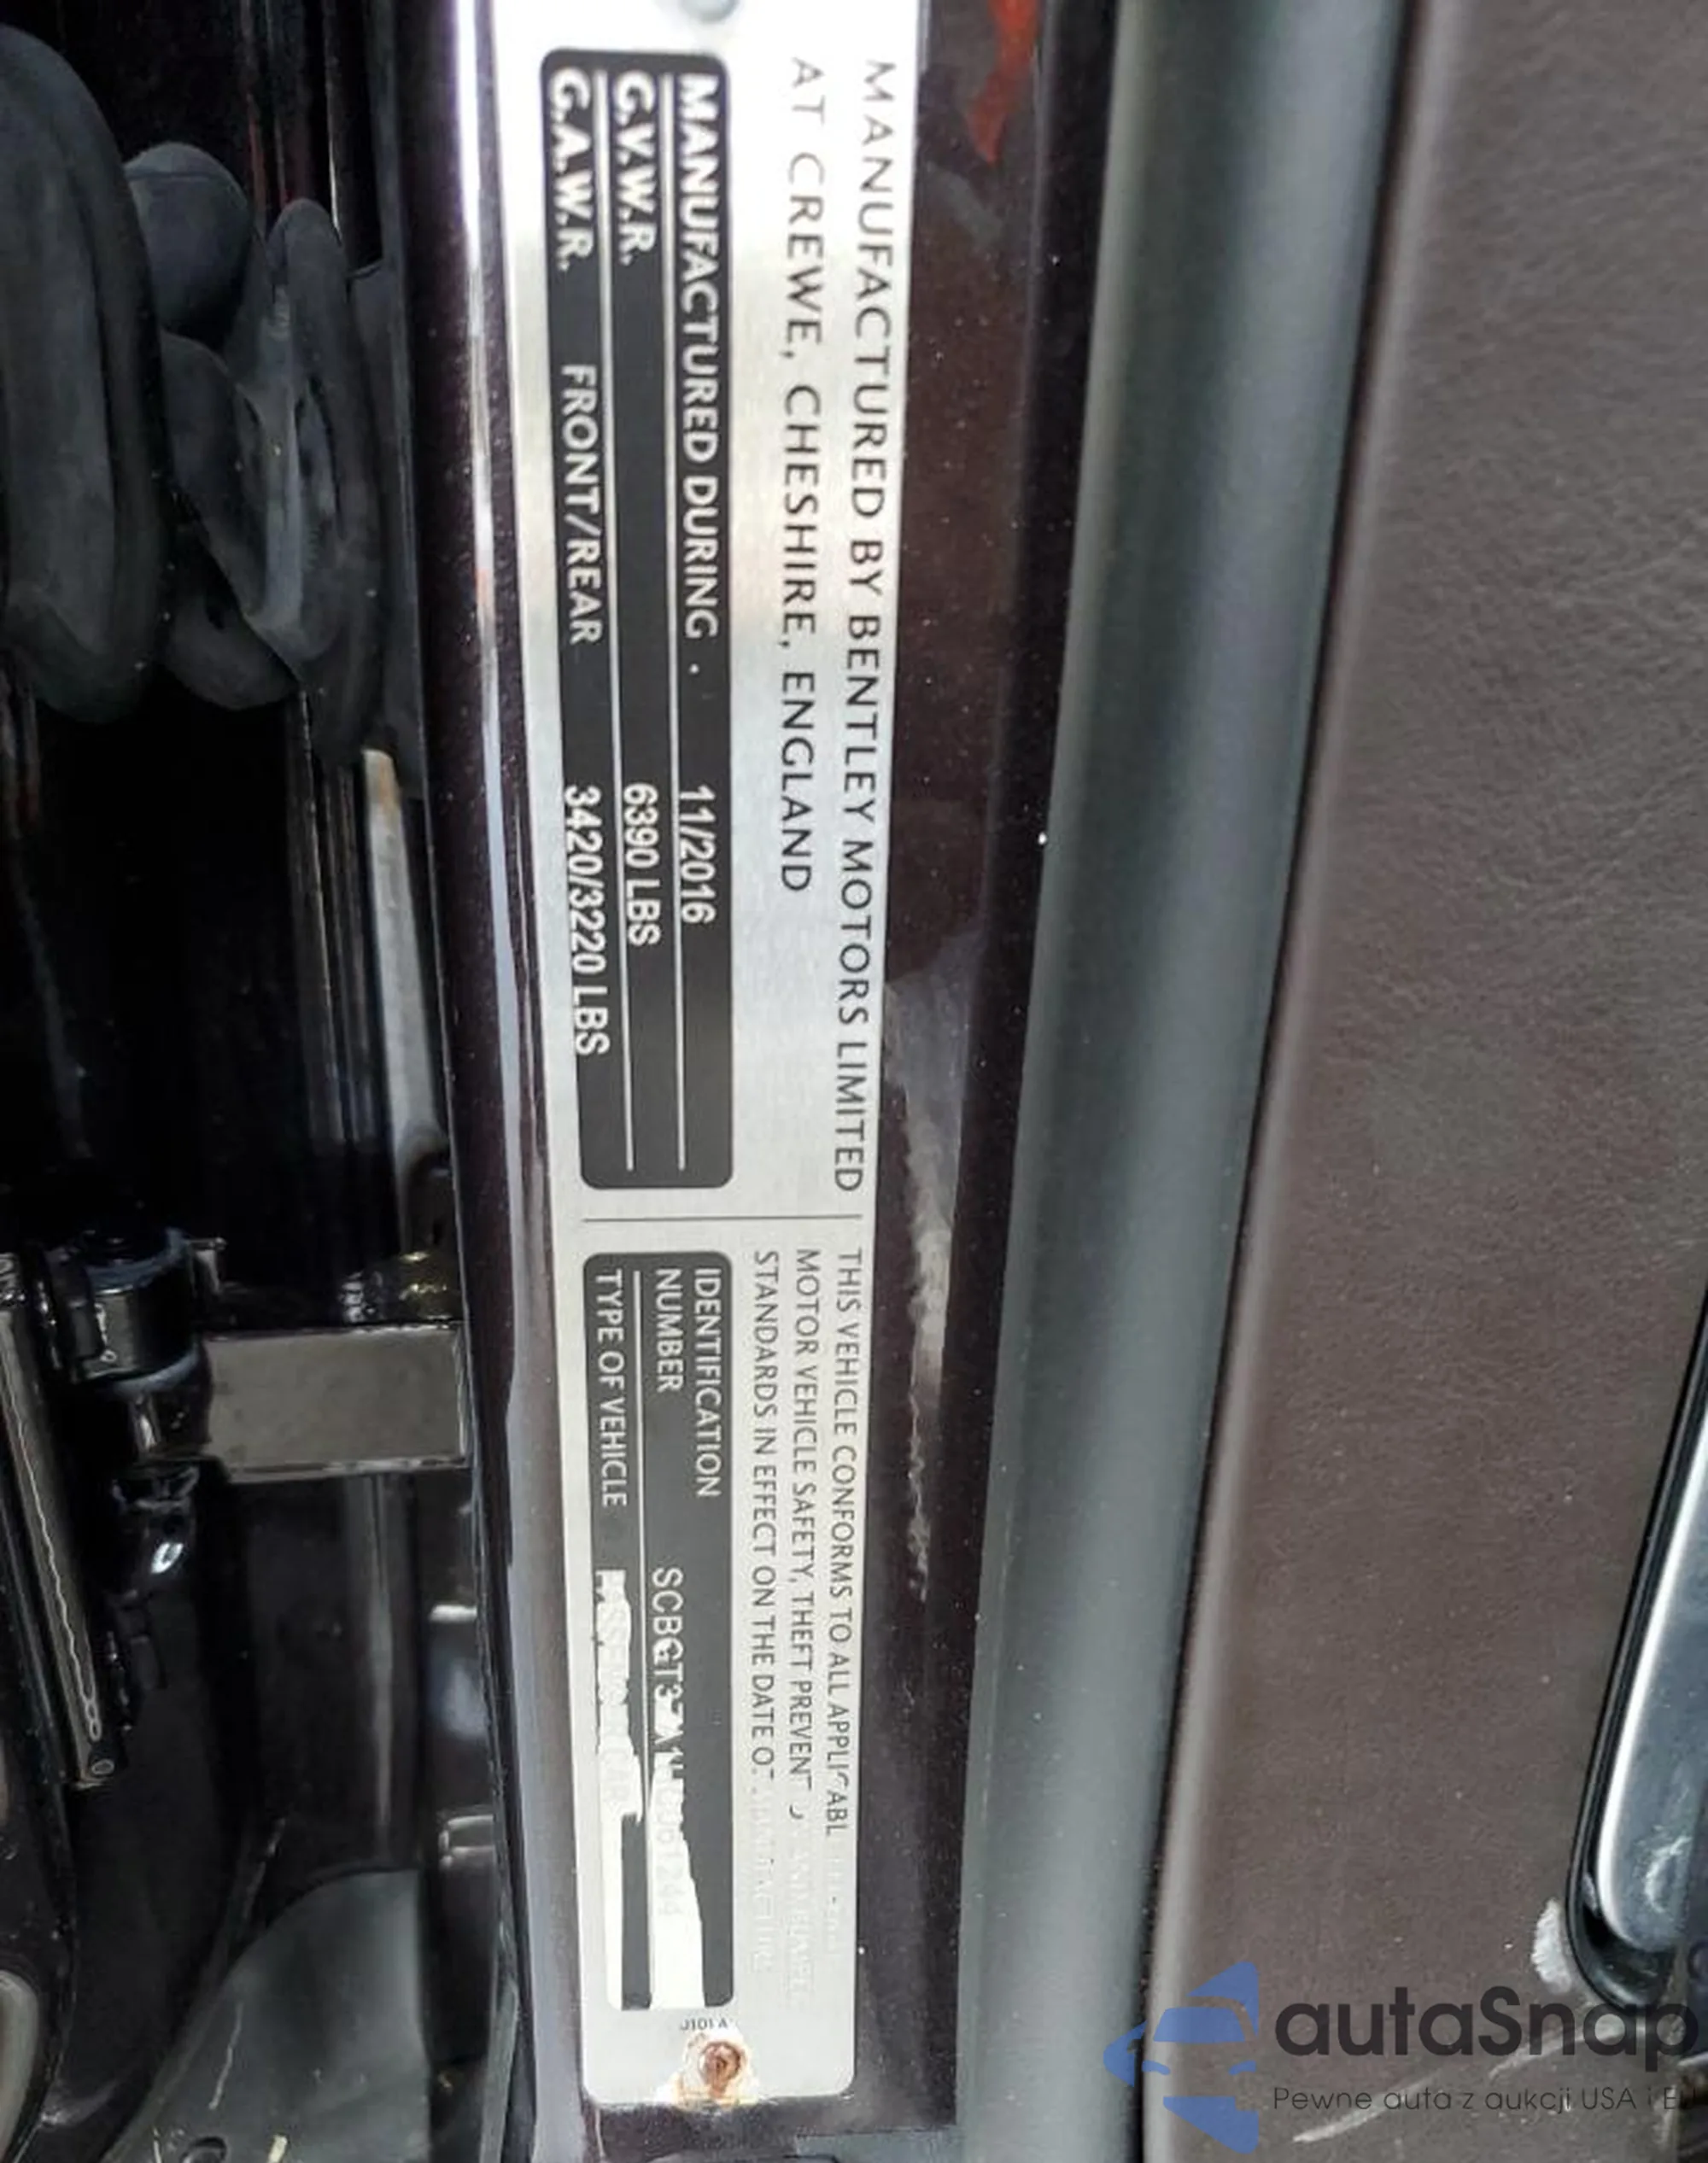 MANUFACTURED BY BENTLEY MOTORS LIMITED
AT CREWE, CHESHIRE, ENGLAND
MANUFACTURED DURING . 11/2016
G.V.W.R. 6390 LBS
G.A.W.R. FRONT/REAR 3420/3220 LBS
THIS VEHICLE CONFORMS TO ALL
MOTOR VEHICLE SAFETY, THEFT
STANDARDS IN EFFECT ON THE DATE
IDENTIFICATION
NUMBER
TYPE OF VEHICLE
J101A
autaSnap
Pewne auta z aukcji USA i